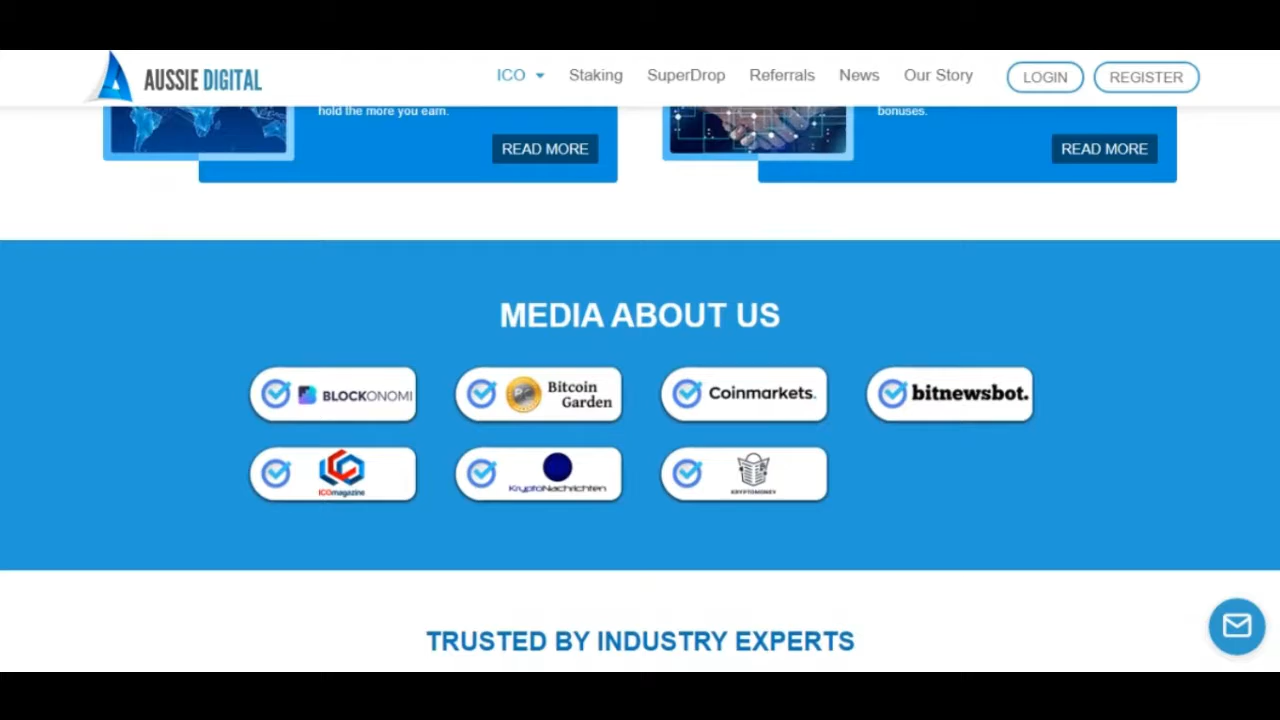 AUSSIE DIGITAL
ICO Staking SuperDrop Referrals News Our Story LOGIN REGISTER
hold the more you earn.
bonuses.
READ MORE
READ MORE
MEDIA ABOUT US
BLOCKONOMI
Bitcoin
Garden
Coinmarkets.
bitnewsbot.
ICOmagazine
KryptoNachrichten
KRYPTOMONEY
TRUSTED BY INDUSTRY EXPERTS